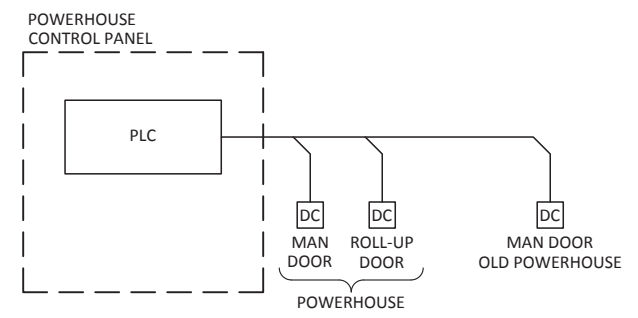 POWERHOUSE
CONTROL PANEL
PLC
DC
DC
DC
MAN
DOOR
ROLL-UP
DOOR
MAN DOOR
OLD POWERHOUSE
POWERHOUSE